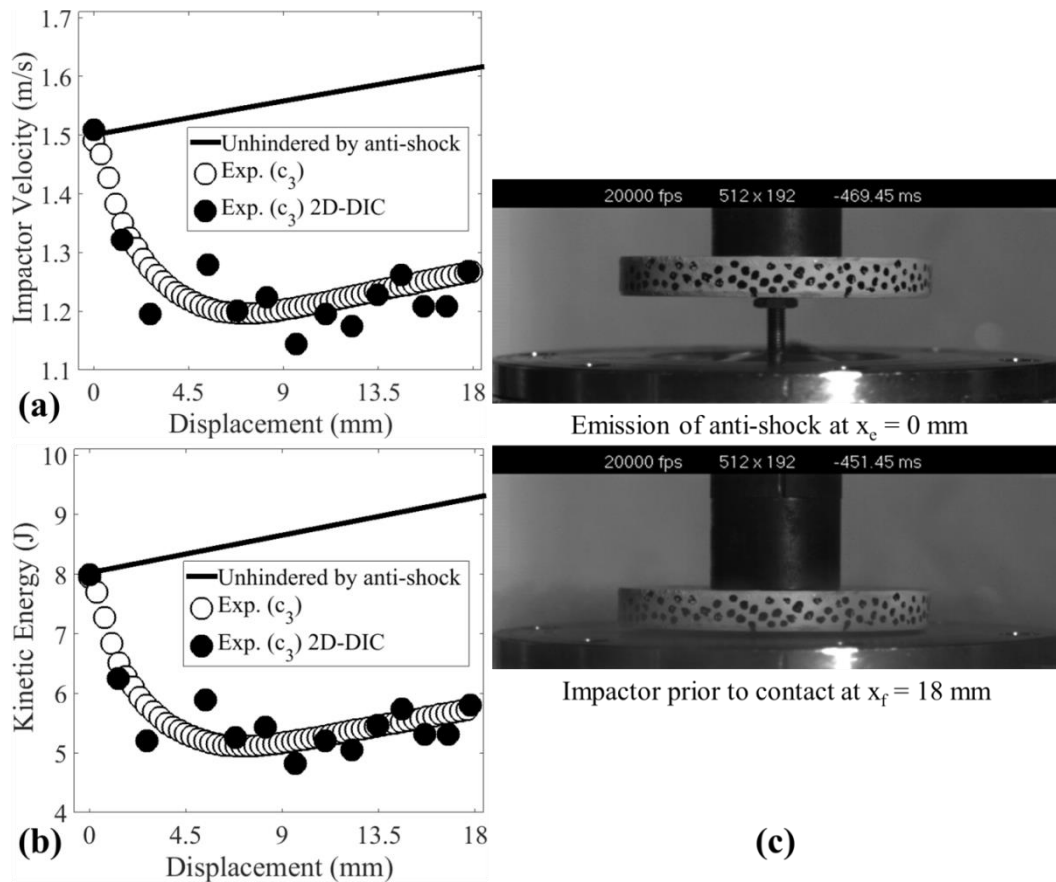 1.7
1.6
1.5
1.4
1.3
1.2
1.1
Impactor Velocity (m/s)
Unhindered by anti-shock
Exp. (c₃)
Exp. (c₃) 2D-DIC
0 4.5 9 13.5 18
Displacement (mm)
(a)
10
9
8
7
6
5
4
Kinetic Energy (J)
Unhindered by anti-shock
Exp. (c₃)
Exp. (c₃) 2D-DIC
0 4.5 9 13.5 18
Displacement (mm)
(b)
20000 fps 512 x 192 -469.45 ms
Emission of anti-shock at xₑ = 0 mm
20000 fps 512 x 192 -451.45 ms
Impactor prior to contact at x_f = 18 mm
(c)